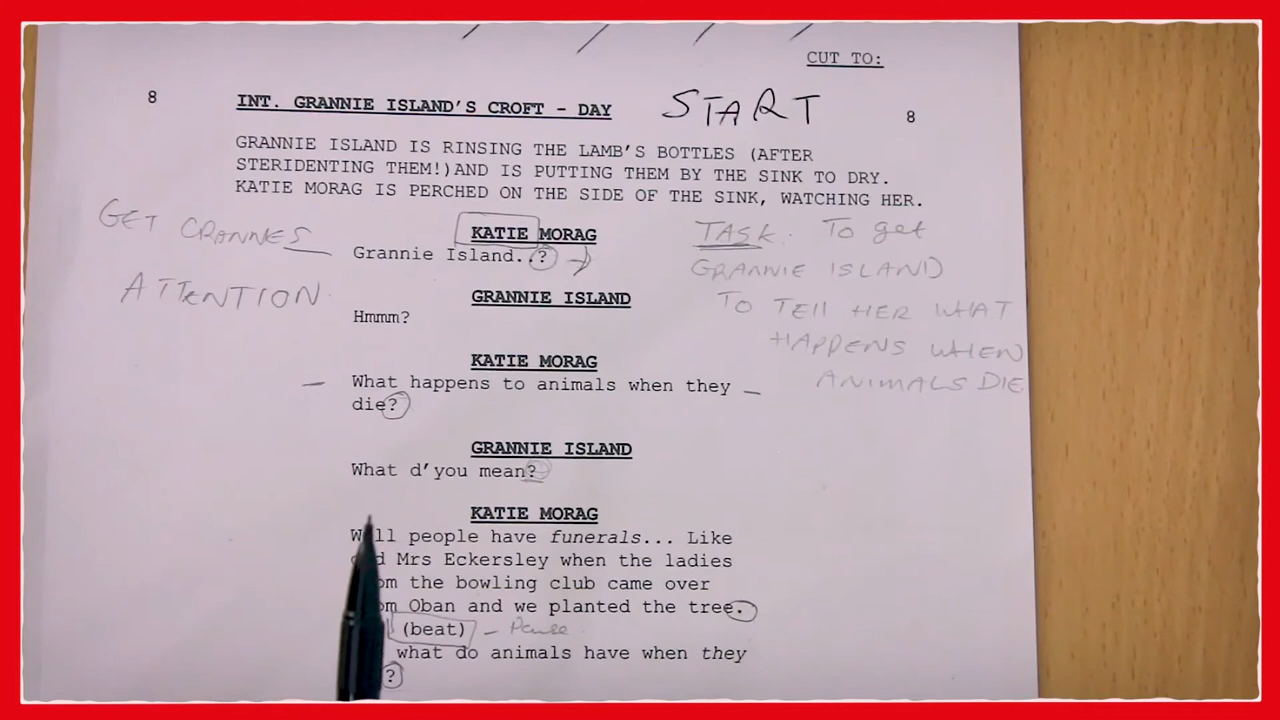 CUT TO:
8 INT. GRANNIE ISLAND'S CROFT - DAY START 8
GRANNIE ISLAND IS RINSING THE LAMB'S BOTTLES (AFTER
STERIDENTING THEM!)AND IS PUTTING THEM BY THE SINK TO DRY.
KATIE MORAG IS PERCHED ON THE SIDE OF THE SINK, WATCHING HER.
GET GRANNES
ATTENTION
KATIE MORAG
Grannie Island..?
TASK. To get
GRANNIE ISLAND
TO TEll HER WHAT
HAPPENS WHEN
ANIMALS DIE
GRANNIE ISLAND
Hmmm?
KATIE MORAG
What happens to animals when they
die?
GRANNIE ISLAND
What d'you mean?
KATIE MORAG
Well people have funerals... Like
Mrs Eckersley when the ladies
the bowling club came over
Oban and we planted the tree.
(beat) - Pause
what do animals have when they
?